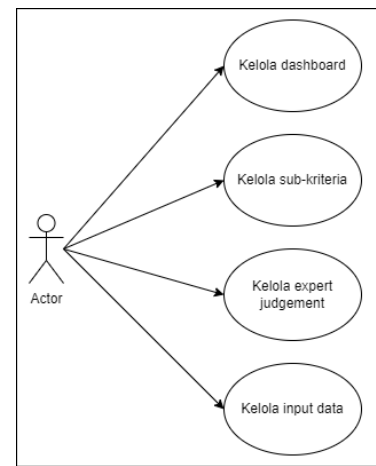 Kelola dashboard
Kelola sub-kriteria
Actor
Kelola expert
judgement
Kelola input data